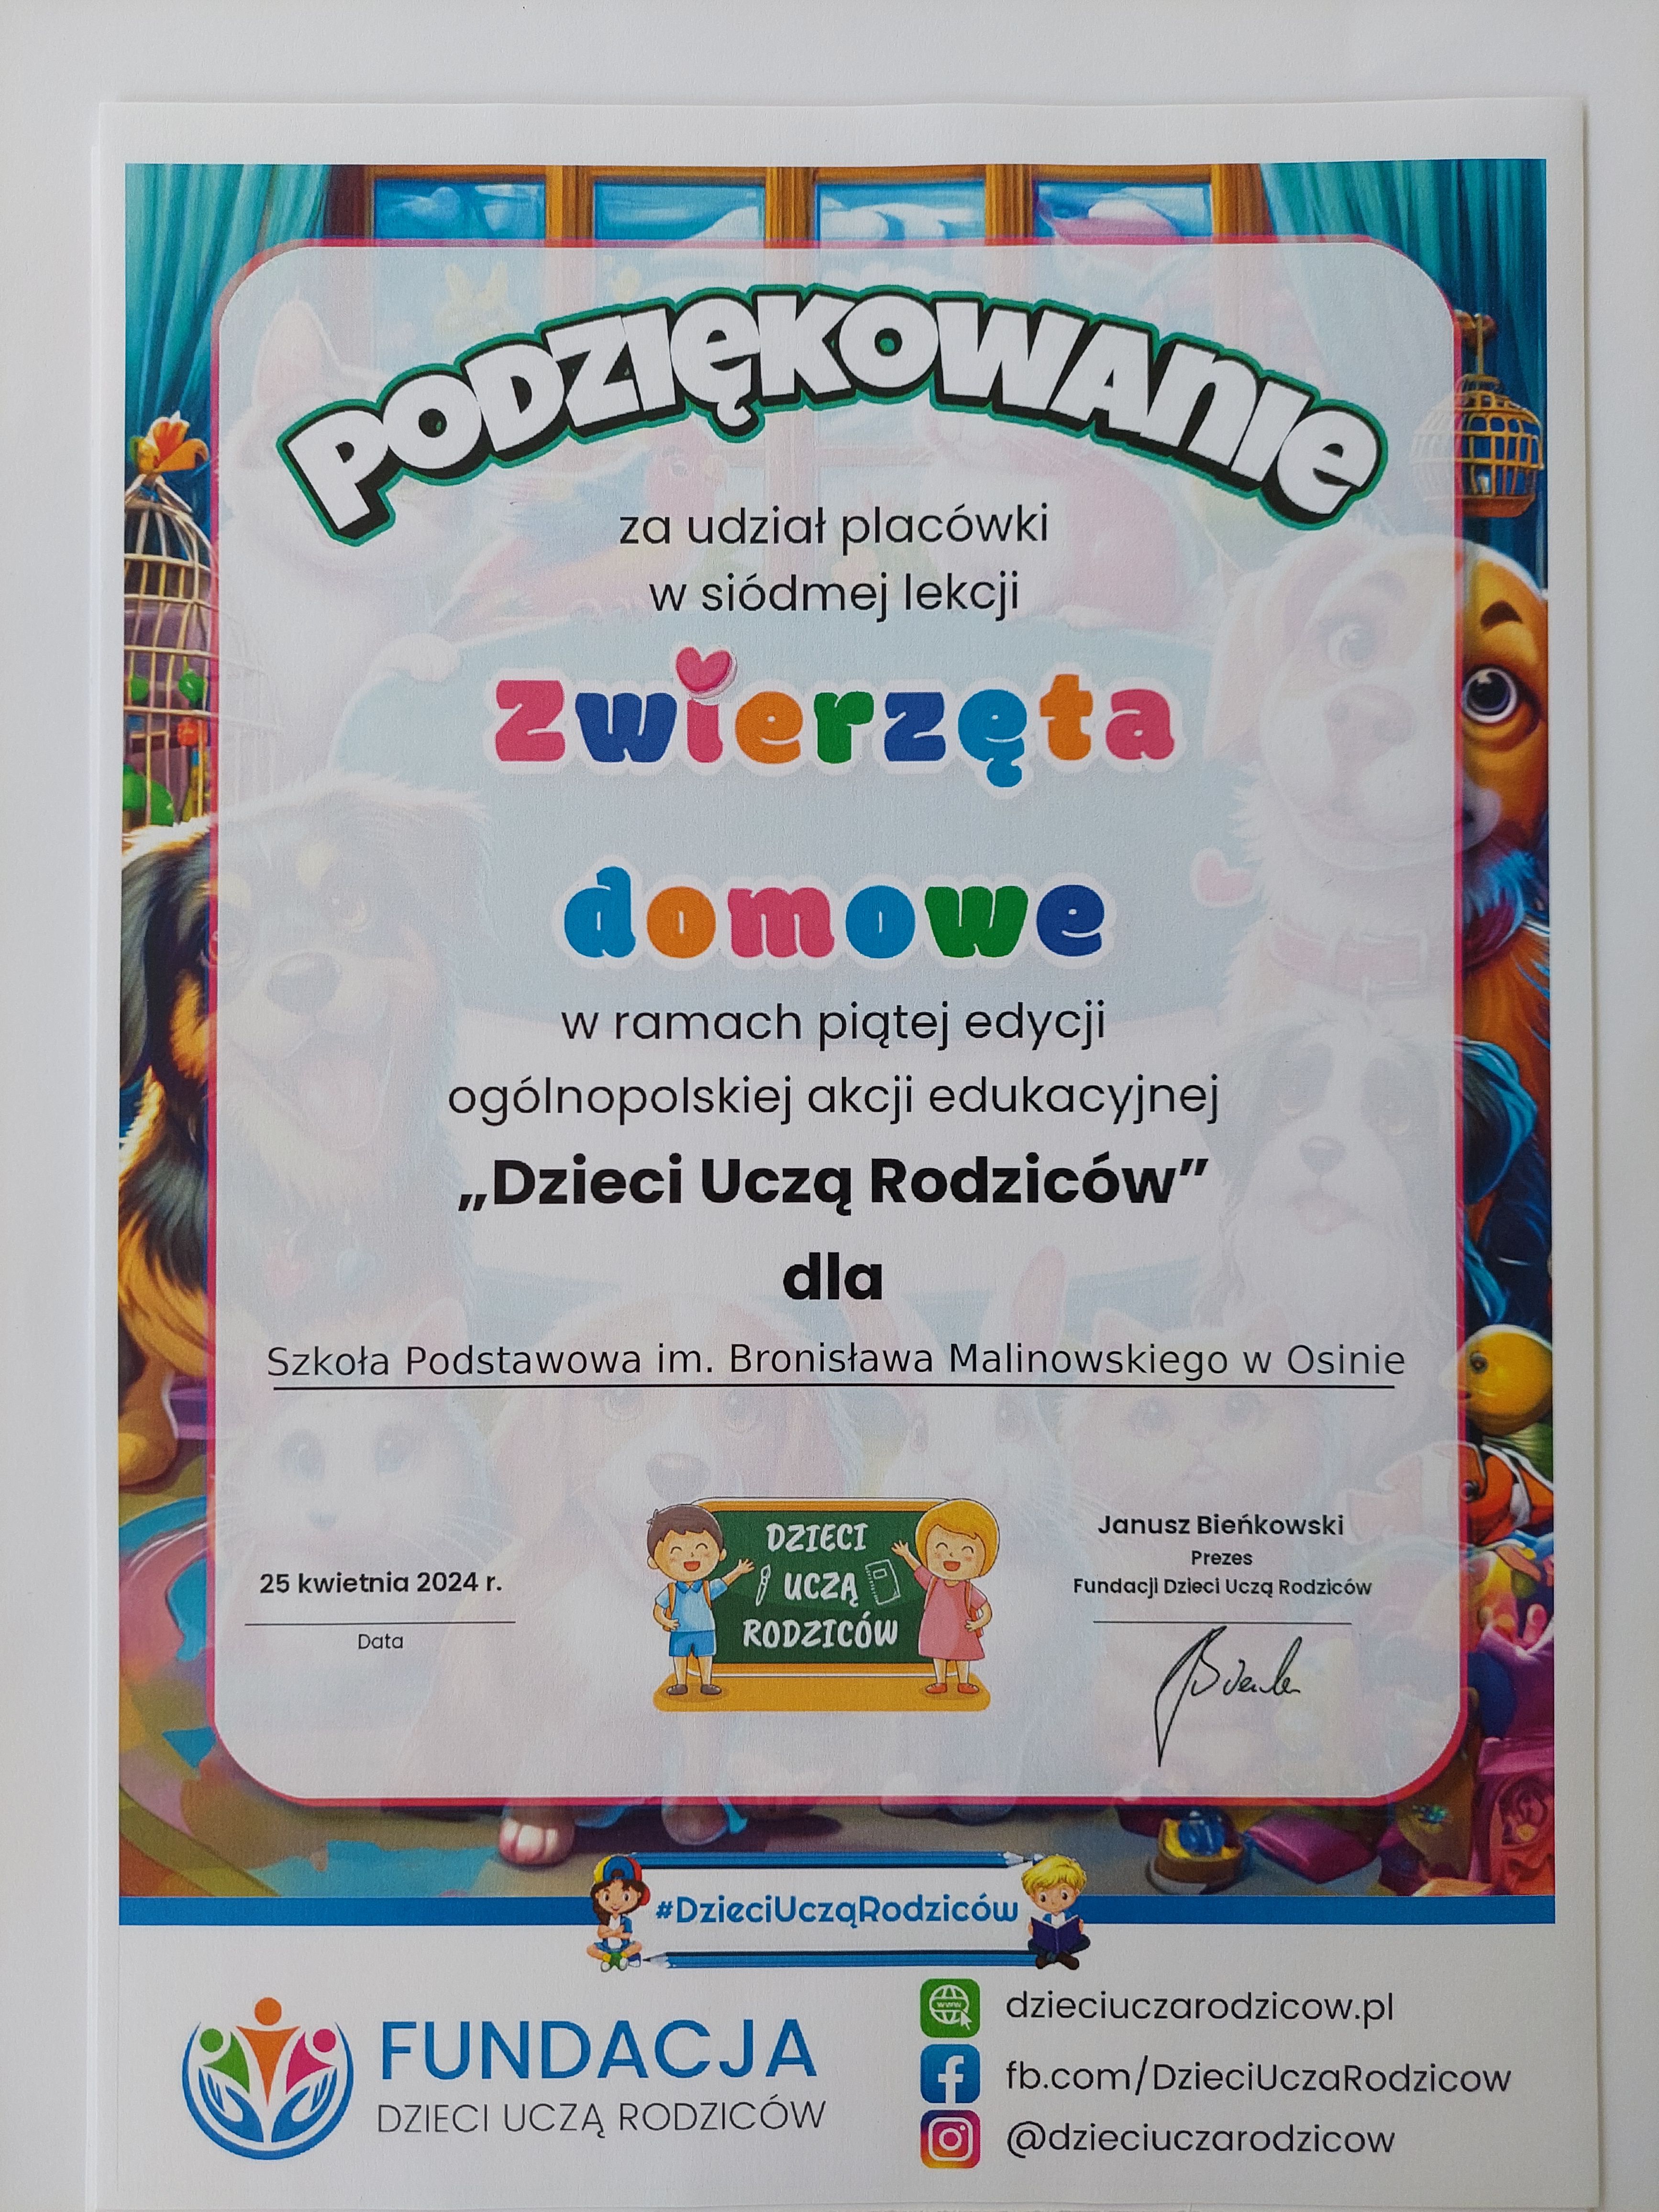 PODZIĘKOWANIE
za udział placówki
w siódmej lekcji
Zwierzęta
domowe
w ramach piątej edycji
ogólnopolskiej akcji edukacyjnej
„Dzieci Uczą Rodziców”
dla
Szkoła Podstawowa im. Bronisława Malinowskiego w Osinie
25 kwietnia 2024 r.
Data
DZIECI
UCZĄ
RODZICÓW
Janusz Bieńkowski
Prezes
Fundacji Dzieci Uczą Rodziców
#DzieciUcząRodziców
FUNDACJA
DZIECI UCZĄ RODZICÓW
www
dzieciuczarodzicow.pl
fb.com/DzieciUczaRodzicow
@dzieciuczarodzicow